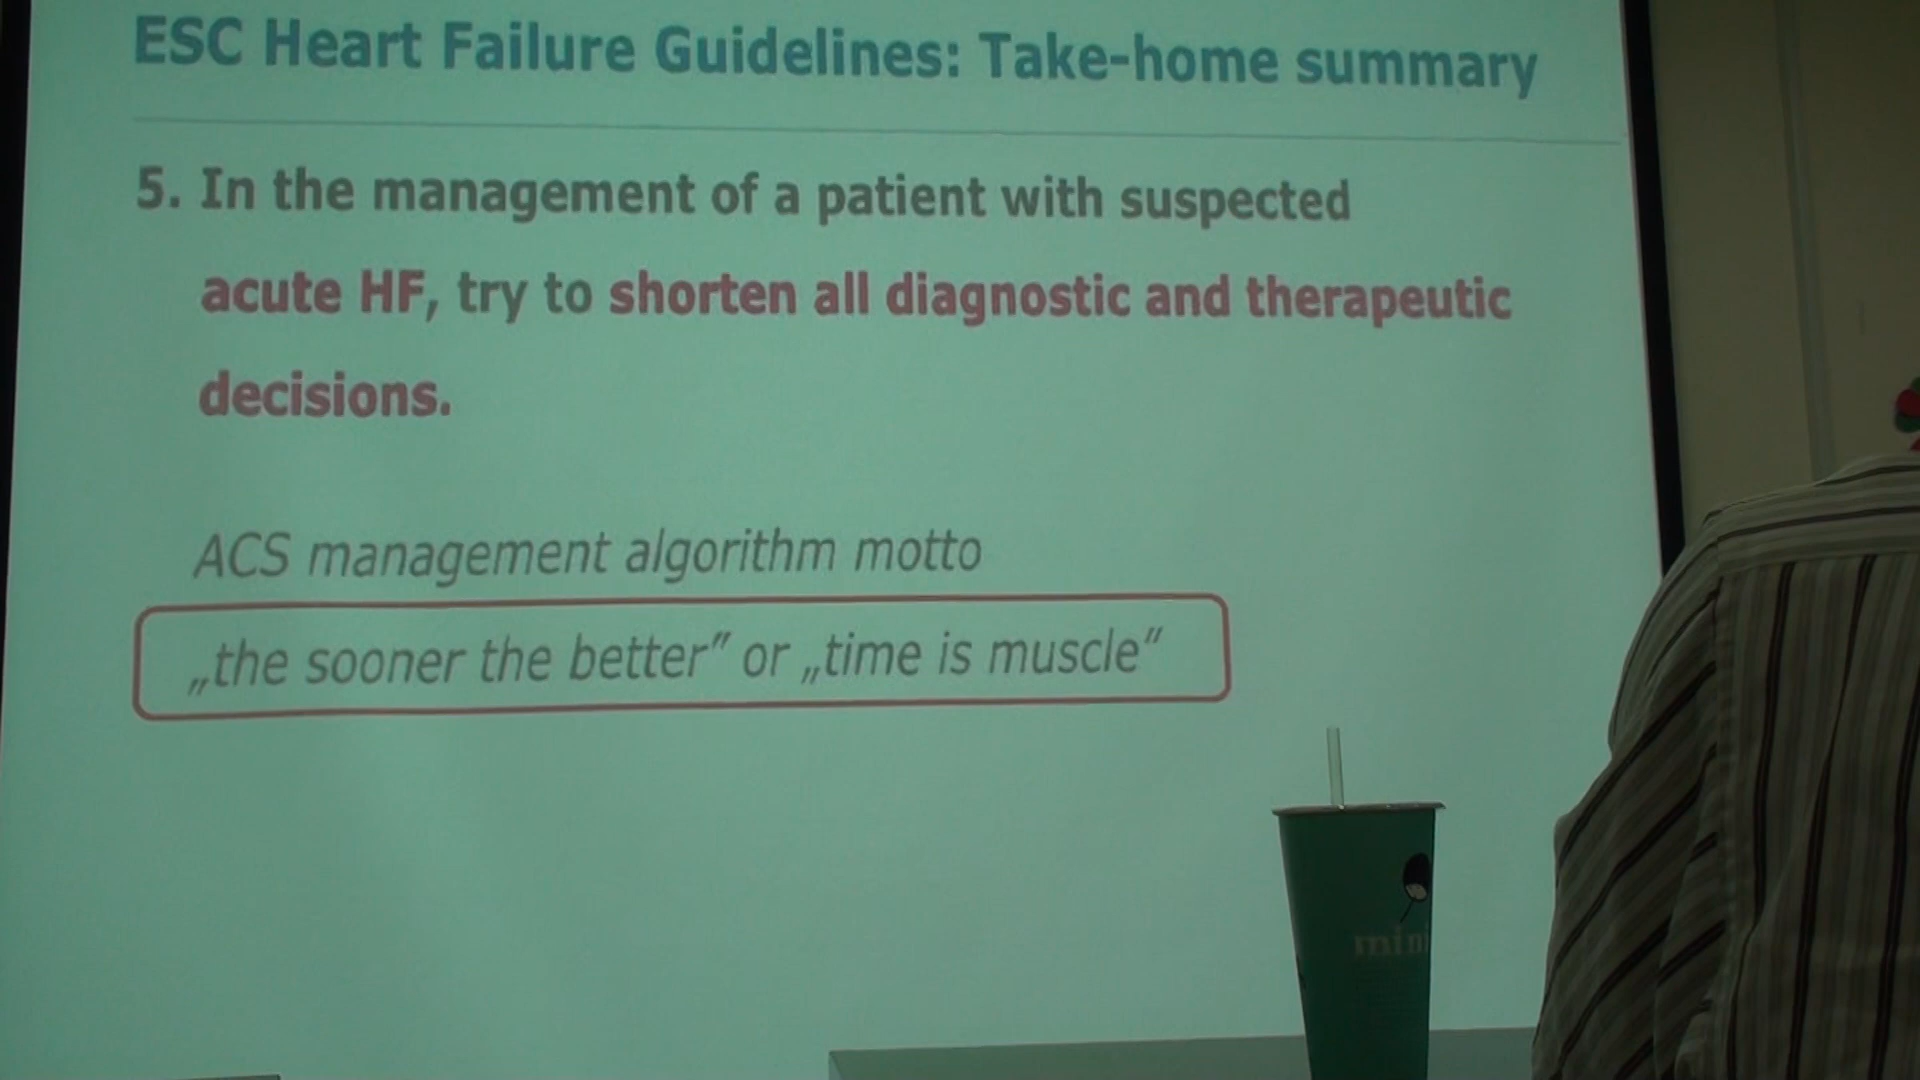 ESC Heart Failure Guidelines: Take-home summary
5. In the management of a patient with suspected
acute HF, try to shorten all diagnostic and therapeutic
decisions.
ACS management algorithm motto
„the sooner the better” or „time is muscle“
mini